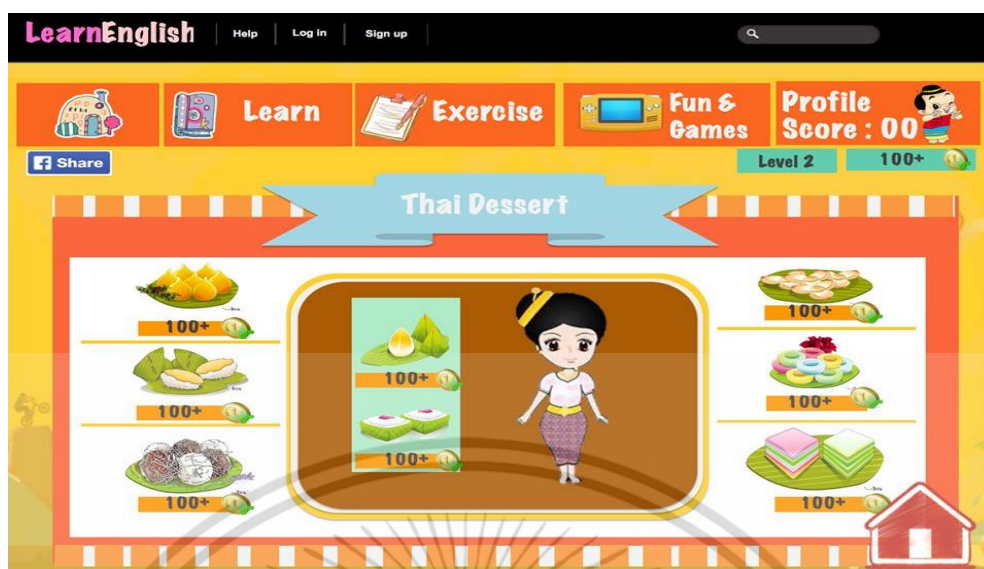 LearnEnglish
Help
Log in
Sign up
Learn
Exercise
Fun &
Games
Profile
Score : 00
Share
Level 2
100+
Thai Dessert
100+
100+
100+
100+
100+
100+
100+
100+